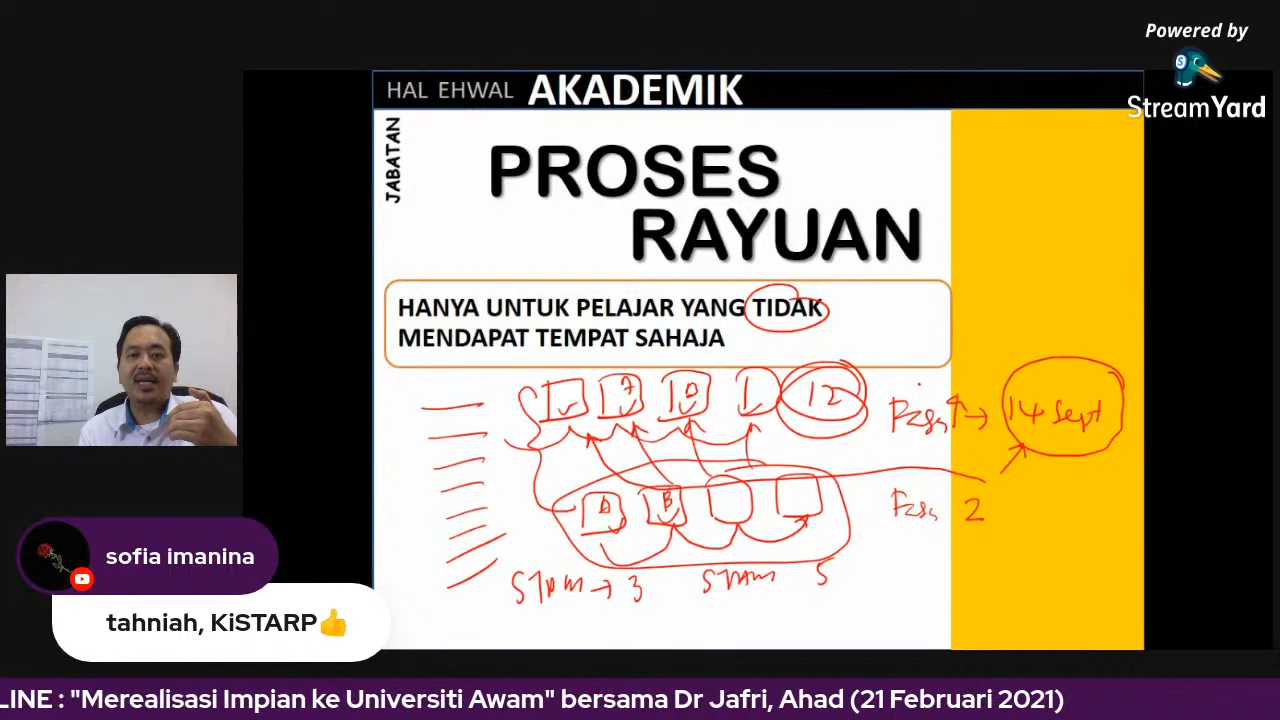 Powered by
StreamYard
HAL EHWAL AKADEMIK
JABATAN
PROSES
RAYUAN
HANYA UNTUK PELAJAR YANG TIDAK
MENDAPAT TEMPAT SAHAJA
12
14 Sept
A B
2
3
5
sofia imanina
tahniah, KiSTARP👍
LINE : "Merealisasi Impian ke Universiti Awam" bersama Dr Jafri, Ahad (21 Februari 2021)